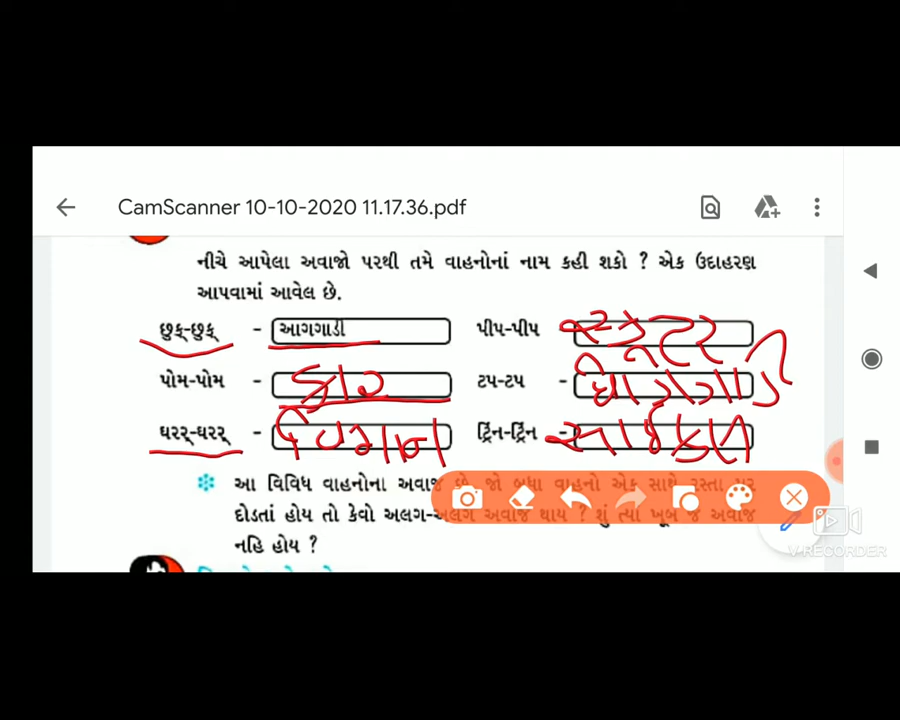 CamScanner 10-10-2020 11.17.36.pdf
નીચે આપેલા અવાજો પરથી તમે વાહનોનાં નામ કહી શકો ? એક ઉદાહરણ
આપવામાં આવેલ છે.
છુક્-છુક્ - આગગાડી પીપ-પીપ - સ્કૂટર
પોમ-પોમ - કાર ટપ-ટપ - ઘોડાગાડી
ઘરર્-ઘરર્ - વિમાન ટ્રિંન-ટ્રિંન - સાઈકલ
આ વિવિધ વાહનોના અવાજ છે. જો બધા વાહનો એક સાથે રસ્તા પર
દોડતાં હોય તો કેવો અલગ-અલગ અવાજ થાય ? શું ત્યાં ખૂબ જ અવાજ
નહિ હોય ?
V-RECORDER